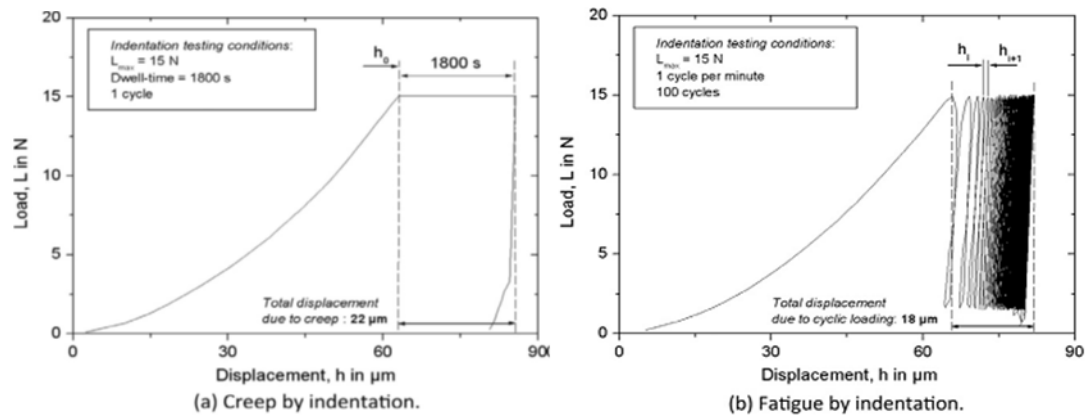 Indentation testing conditions:
Lmax = 15 N
Dwell-time = 1800 s
1 cycle
h0
1800 s
Total displacement
due to creep : 22 µm
Load, L in N
20
15
10
5
0
0 30 60 90
Displacement, h in µm
(a) Creep by indentation.
Indentation testing conditions:
Lmax = 15 N
1 cycle per minute
100 cycles
hi hi+1
Total displacement
due to cyclic loading: 18 µm
Load, L in N
20
15
10
5
0
0 30 60 90
Displacement, h in µm
(b) Fatigue by indentation.